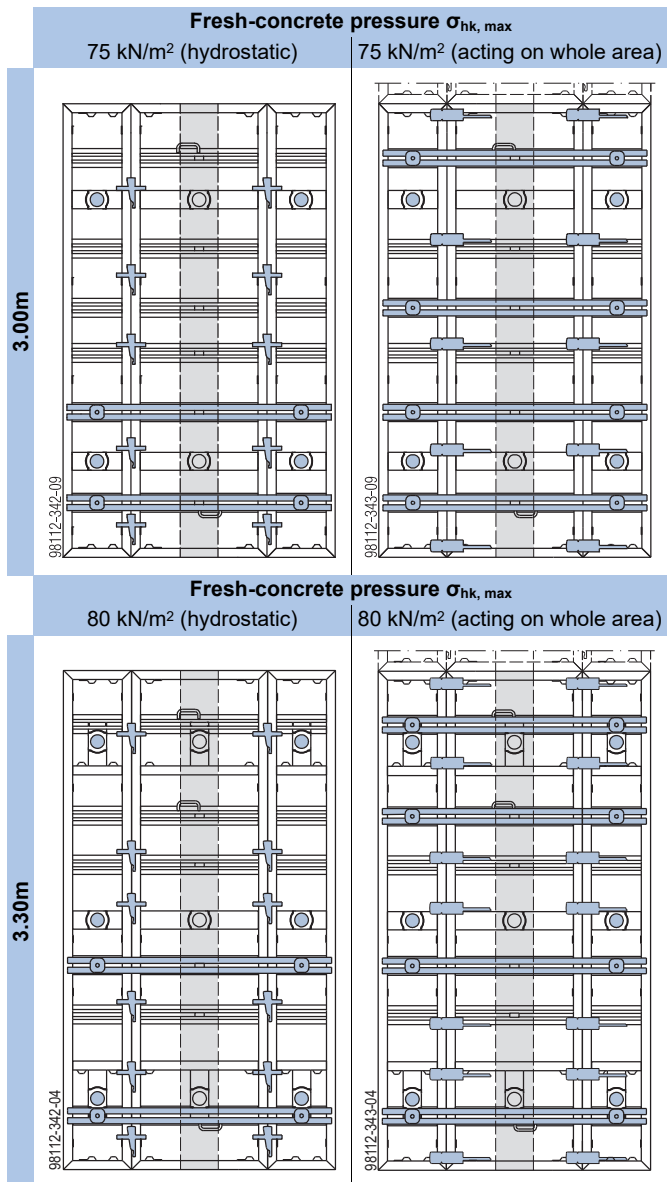 Fresh-concrete pressure σhk, max
75 kN/m² (hydrostatic)
75 kN/m² (acting on whole area)
3.00m
98112-342-09
98112-343-09
Fresh-concrete pressure σhk, max
80 kN/m² (hydrostatic)
80 kN/m² (acting on whole area)
3.30m
98112-342-04
98112-343-04